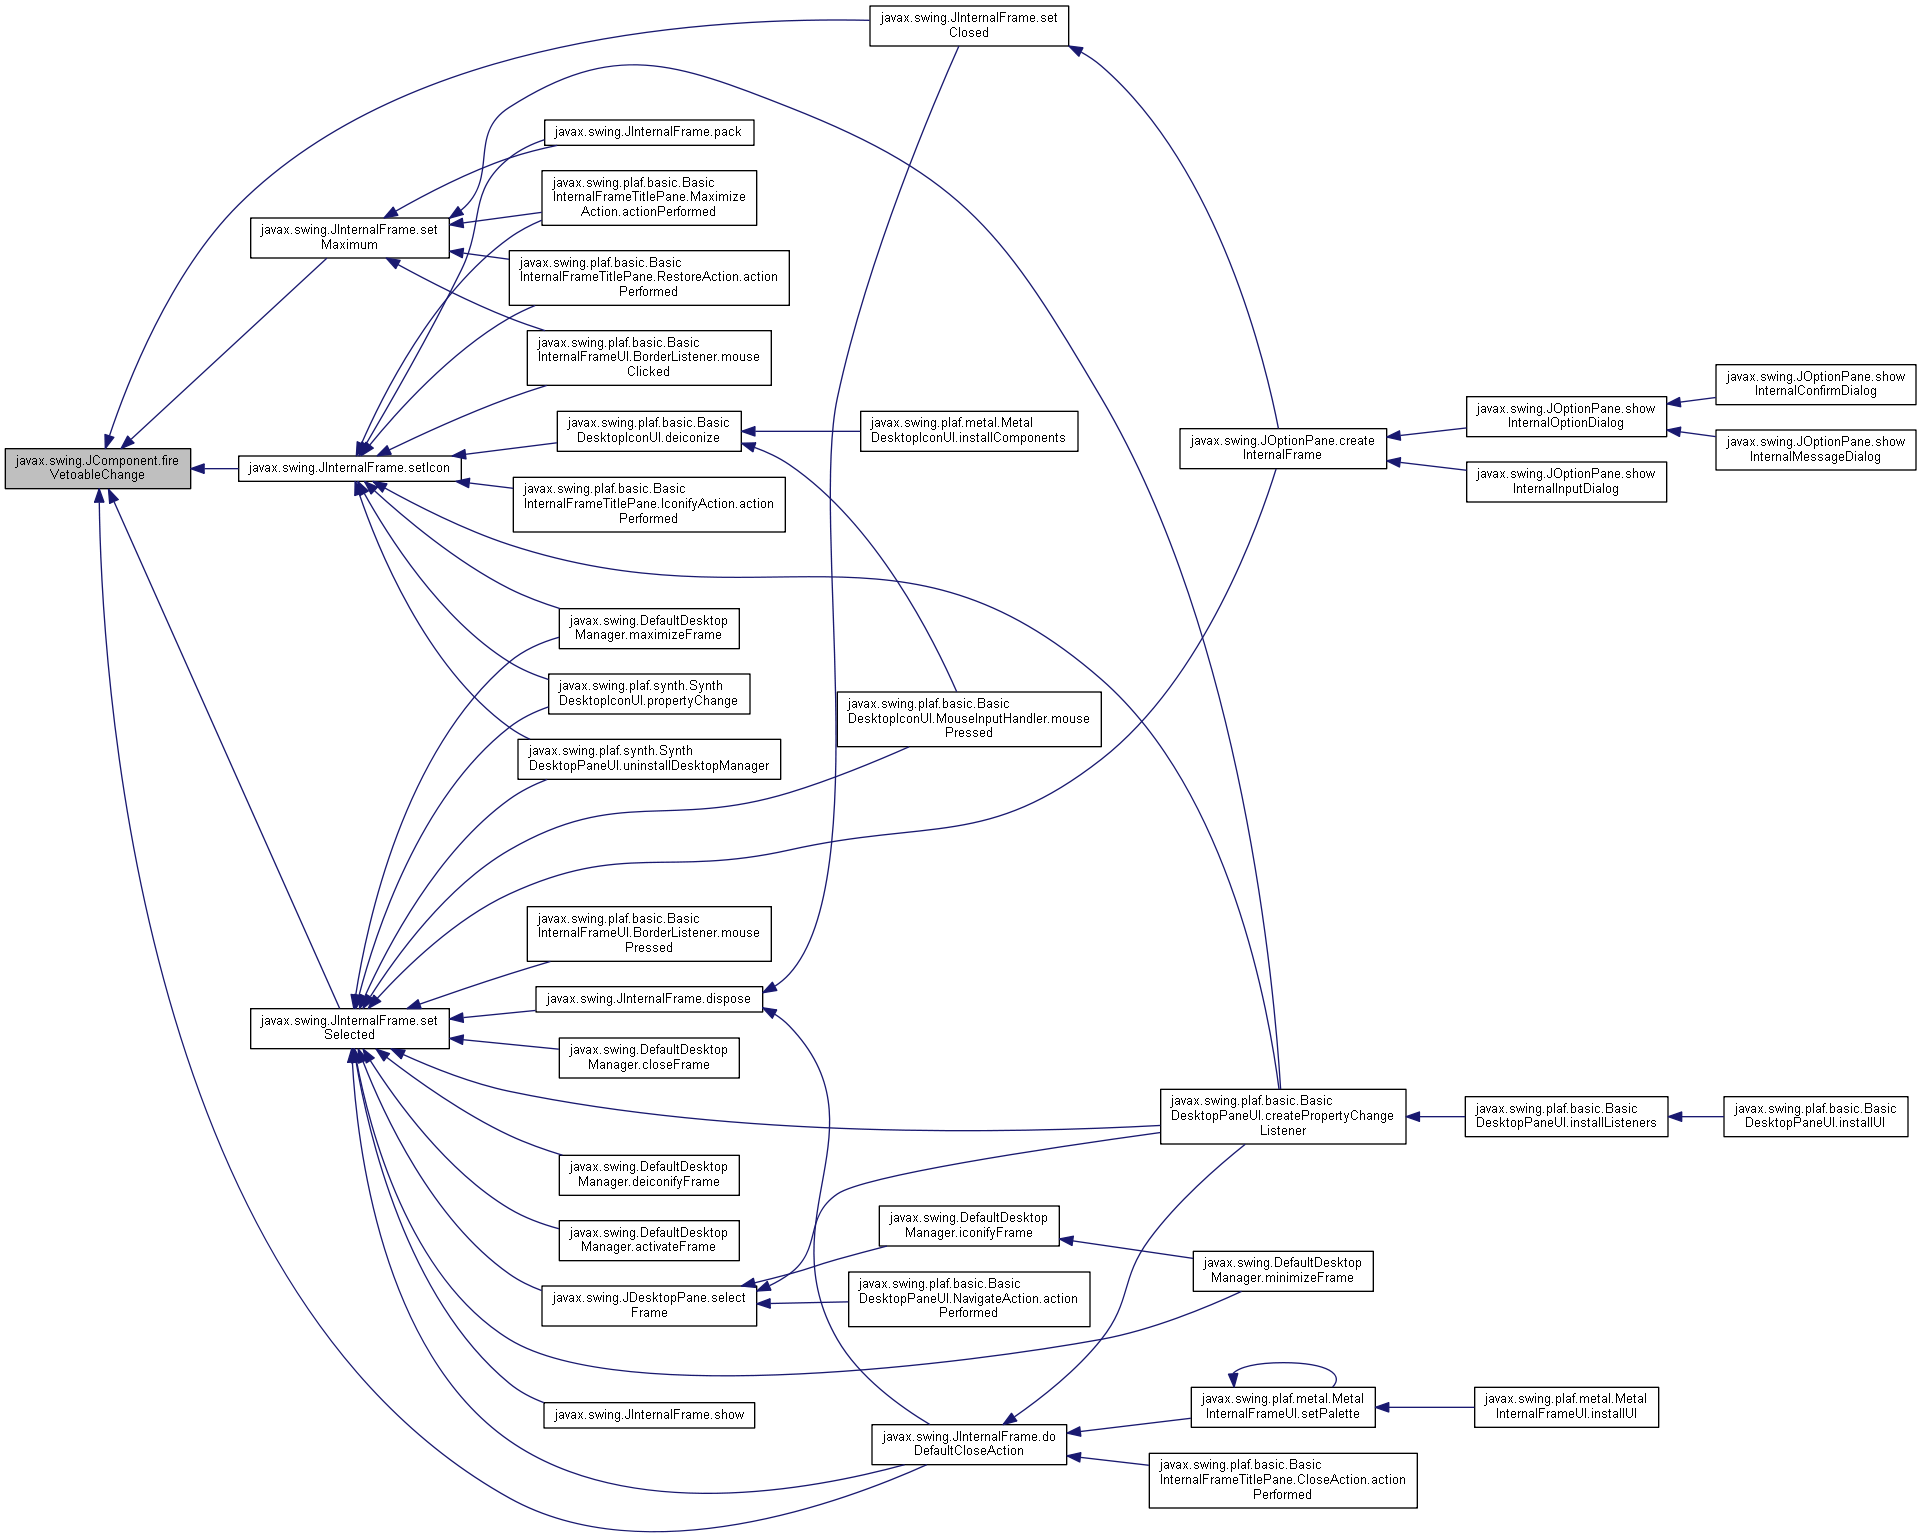 javax.swing.JInternalFrame.set
Closed
javax.swing.JInternalFrame.pack
javax.swing.plaf.basic.Basic
InternalFrameTitlePane.Maximize
Action.actionPerformed
javax.swing.JInternalFrame.set
Maximum
javax.swing.plaf.basic.Basic
InternalFrameTitlePane.RestoreAction.action
Performed
javax.swing.plaf.basic.Basic
InternalFrameUI.BorderListener.mouse
Clicked
javax.swing.JComponent.fire
VetoableChange
javax.swing.JInternalFrame.setIcon
javax.swing.plaf.basic.Basic
DesktopIconUI.deiconize
javax.swing.plaf.metal.Metal
DesktopIconUI.installComponents
javax.swing.JOptionPane.create
InternalFrame
javax.swing.JOptionPane.show
InternalOptionDialog
javax.swing.JOptionPane.show
InternalConfirmDialog
javax.swing.JOptionPane.show
InternalMessageDialog
javax.swing.JOptionPane.show
InternalInputDialog
javax.swing.plaf.basic.Basic
InternalFrameTitlePane.IconifyAction.action
Performed
javax.swing.DefaultDesktop
Manager.maximizeFrame
javax.swing.plaf.synth.Synth
DesktopIconUI.propertyChange
javax.swing.plaf.basic.Basic
DesktopIconUI.MouseInputHandler.mouse
Pressed
javax.swing.plaf.synth.Synth
DesktopPaneUI.uninstallDesktopManager
javax.swing.plaf.basic.Basic
InternalFrameUI.BorderListener.mouse
Pressed
javax.swing.JInternalFrame.dispose
javax.swing.JInternalFrame.set
Selected
javax.swing.DefaultDesktop
Manager.closeFrame
javax.swing.plaf.basic.Basic
DesktopPaneUI.createPropertyChange
Listener
javax.swing.plaf.basic.Basic
DesktopPaneUI.installListeners
javax.swing.plaf.basic.Basic
DesktopPaneUI.installUI
javax.swing.DefaultDesktop
Manager.deiconifyFrame
javax.swing.DefaultDesktop
Manager.activateFrame
javax.swing.DefaultDesktop
Manager.iconifyFrame
javax.swing.DefaultDesktop
Manager.minimizeFrame
javax.swing.JDesktopPane.select
Frame
javax.swing.plaf.basic.Basic
DesktopPaneUI.NavigateAction.action
Performed
javax.swing.JInternalFrame.show
javax.swing.JInternalFrame.do
DefaultCloseAction
javax.swing.plaf.metal.Metal
InternalFrameUI.setPalette
javax.swing.plaf.metal.Metal
InternalFrameUI.installUI
javax.swing.plaf.basic.Basic
InternalFrameTitlePane.CloseAction.action
Performed